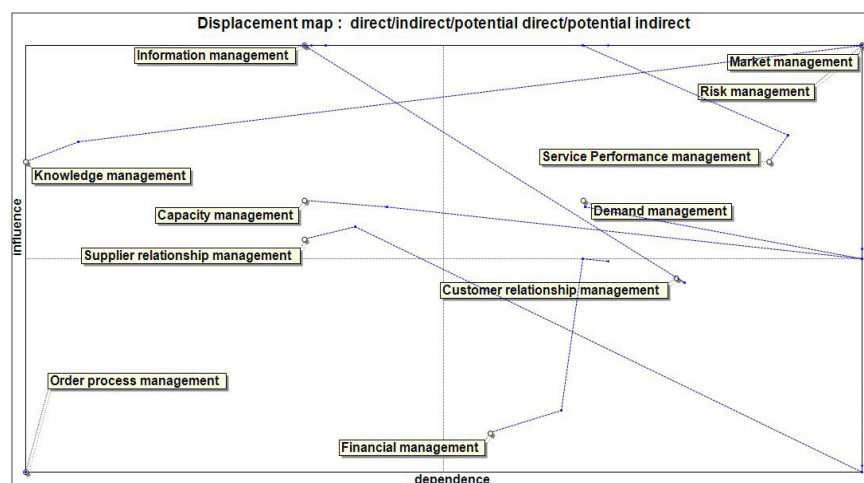 Displacement map : direct/indirect/potential direct/potential indirect
Information management
Market management
Risk management
Service Performance management
Knowledge management
Capacity management
Demand management
influence
Supplier relationship management
Customer relationship management
Order process management
Financial management
dependence